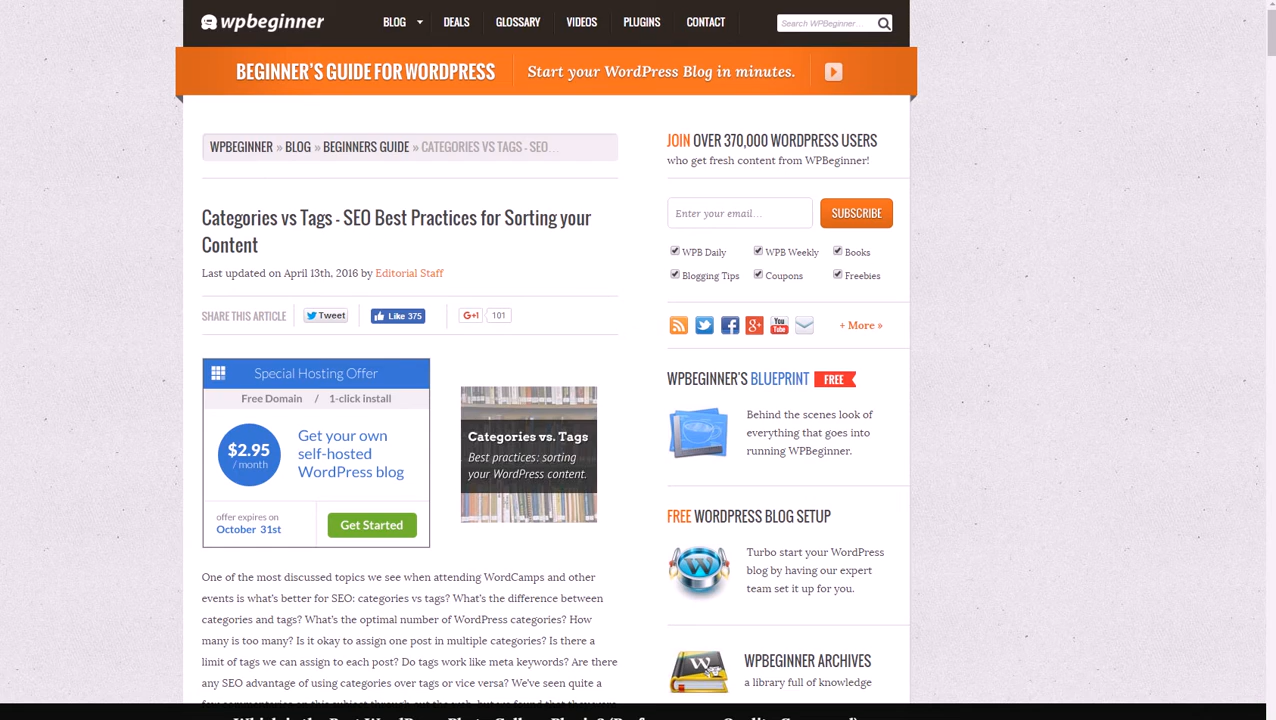 wpbeginner
BLOG DEALS GLOSSARY VIDEOS PLUGINS CONTACT
Search WPBeginner...
BEGINNER'S GUIDE FOR WORDPRESS Start your WordPress Blog in minutes.
WPBEGINNER » BLOG » BEGINNERS GUIDE » CATEGORIES VS TAGS - SEO...
Categories vs Tags - SEO Best Practices for Sorting your
Content
Last updated on April 13th, 2016 by Editorial Staff
SHARE THIS ARTICLE Tweet Like 375 G+1 101
Special Hosting Offer
Free Domain / 1-click install
$2.95
/ month
Get your own
self-hosted
WordPress blog
offer expires on
October 31st
Get Started
Categories vs. Tags
Best practices: sorting
your WordPress content.
One of the most discussed topics we see when attending WordCamps and other
events is what's better for SEO: categories vs tags? What's the difference between
categories and tags? What's the optimal number of WordPress categories? How
many is too many? Is it okay to assign one post in multiple categories? Is there a
limit of tags we can assign to each post? Do tags work like meta keywords? Are there
any SEO advantage of using categories over tags or vice versa? We've seen quite a
JOIN OVER 370,000 WORDPRESS USERS
who get fresh content from WPBeginner!
Enter your email... SUBSCRIBE
WPB Daily WPB Weekly Books
Blogging Tips Coupons Freebies
You Tube
+ More »
WPBEGINNER'S BLUEPRINT FREE
Behind the scenes look of
everything that goes into
running WPBeginner.
FREE WORDPRESS BLOG SETUP
Turbo start your WordPress
blog by having our expert
team set it up for you.
WPBEGINNER ARCHIVES
a library full of knowledge